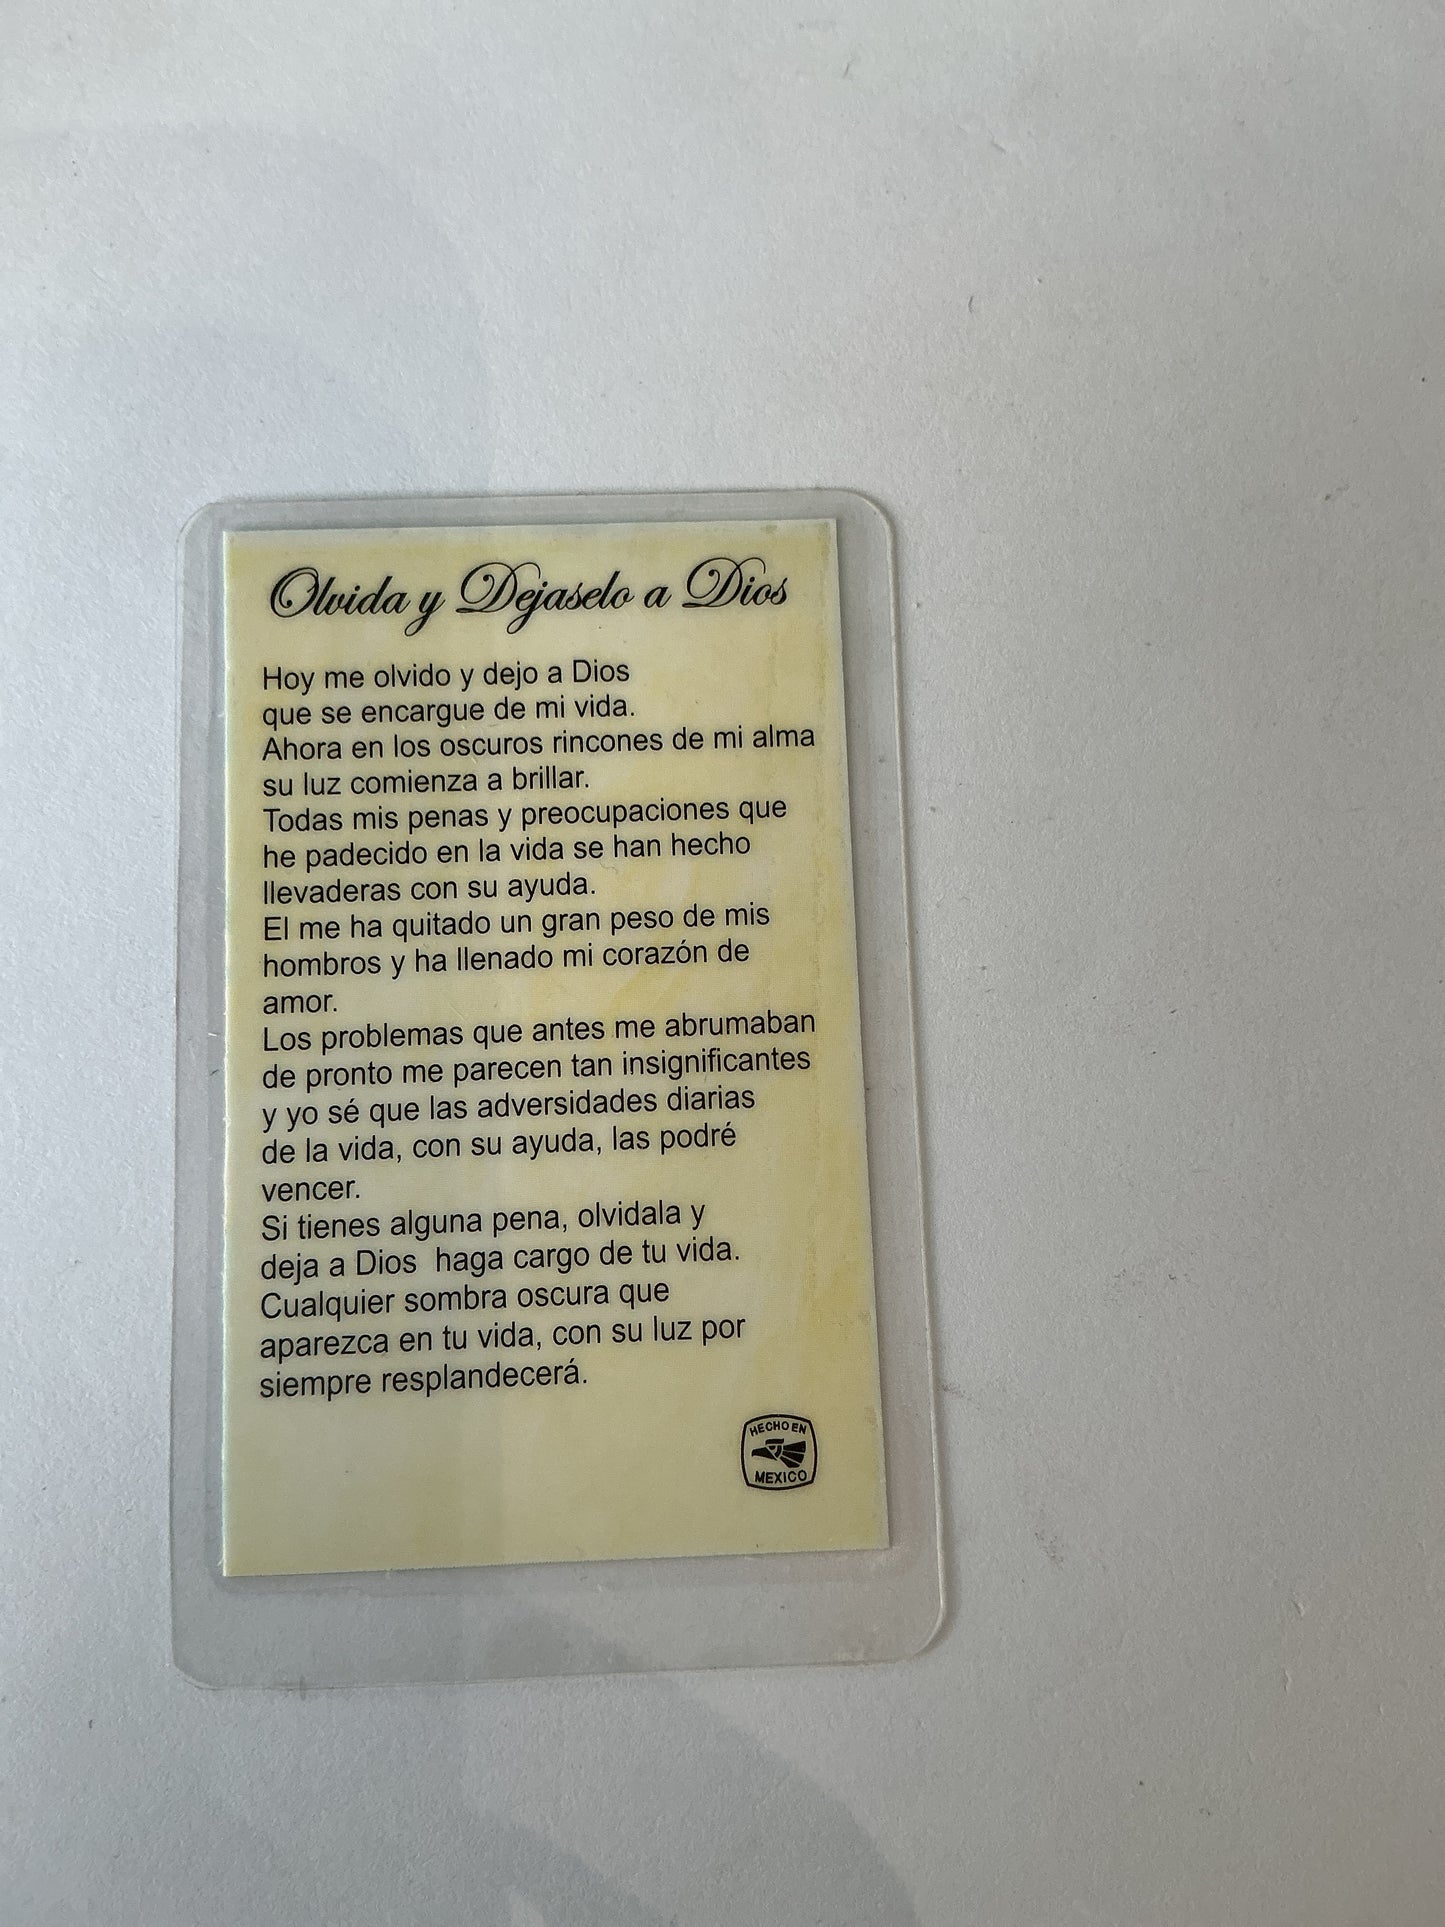 Olvida y Dejaselo a Dios
Hoy me olvido y dejo a Dios
que se encargue de mi vida.
Ahora en los oscuros rincones de mi alma
su luz comienza a brillar.
Todas mis penas y preocupaciones que
he padecido en la vida se han hecho
llevaderas con su ayuda.
El me ha quitado un gran peso de mis
hombros y ha llenado mi corazón de
amor.
Los problemas que antes me abrumaban
de pronto me parecen tan insignificantes
y yo sé que las adversidades diarias
de la vida, con su ayuda, las podré
vencer.
Si tienes alguna pena, olvidala y
deja a Dios  haga cargo de tu vida.
Cualquier sombra oscura que
aparezca en tu vida, con su luz por
siempre resplandecerá.
HECHO EN
MEXICO